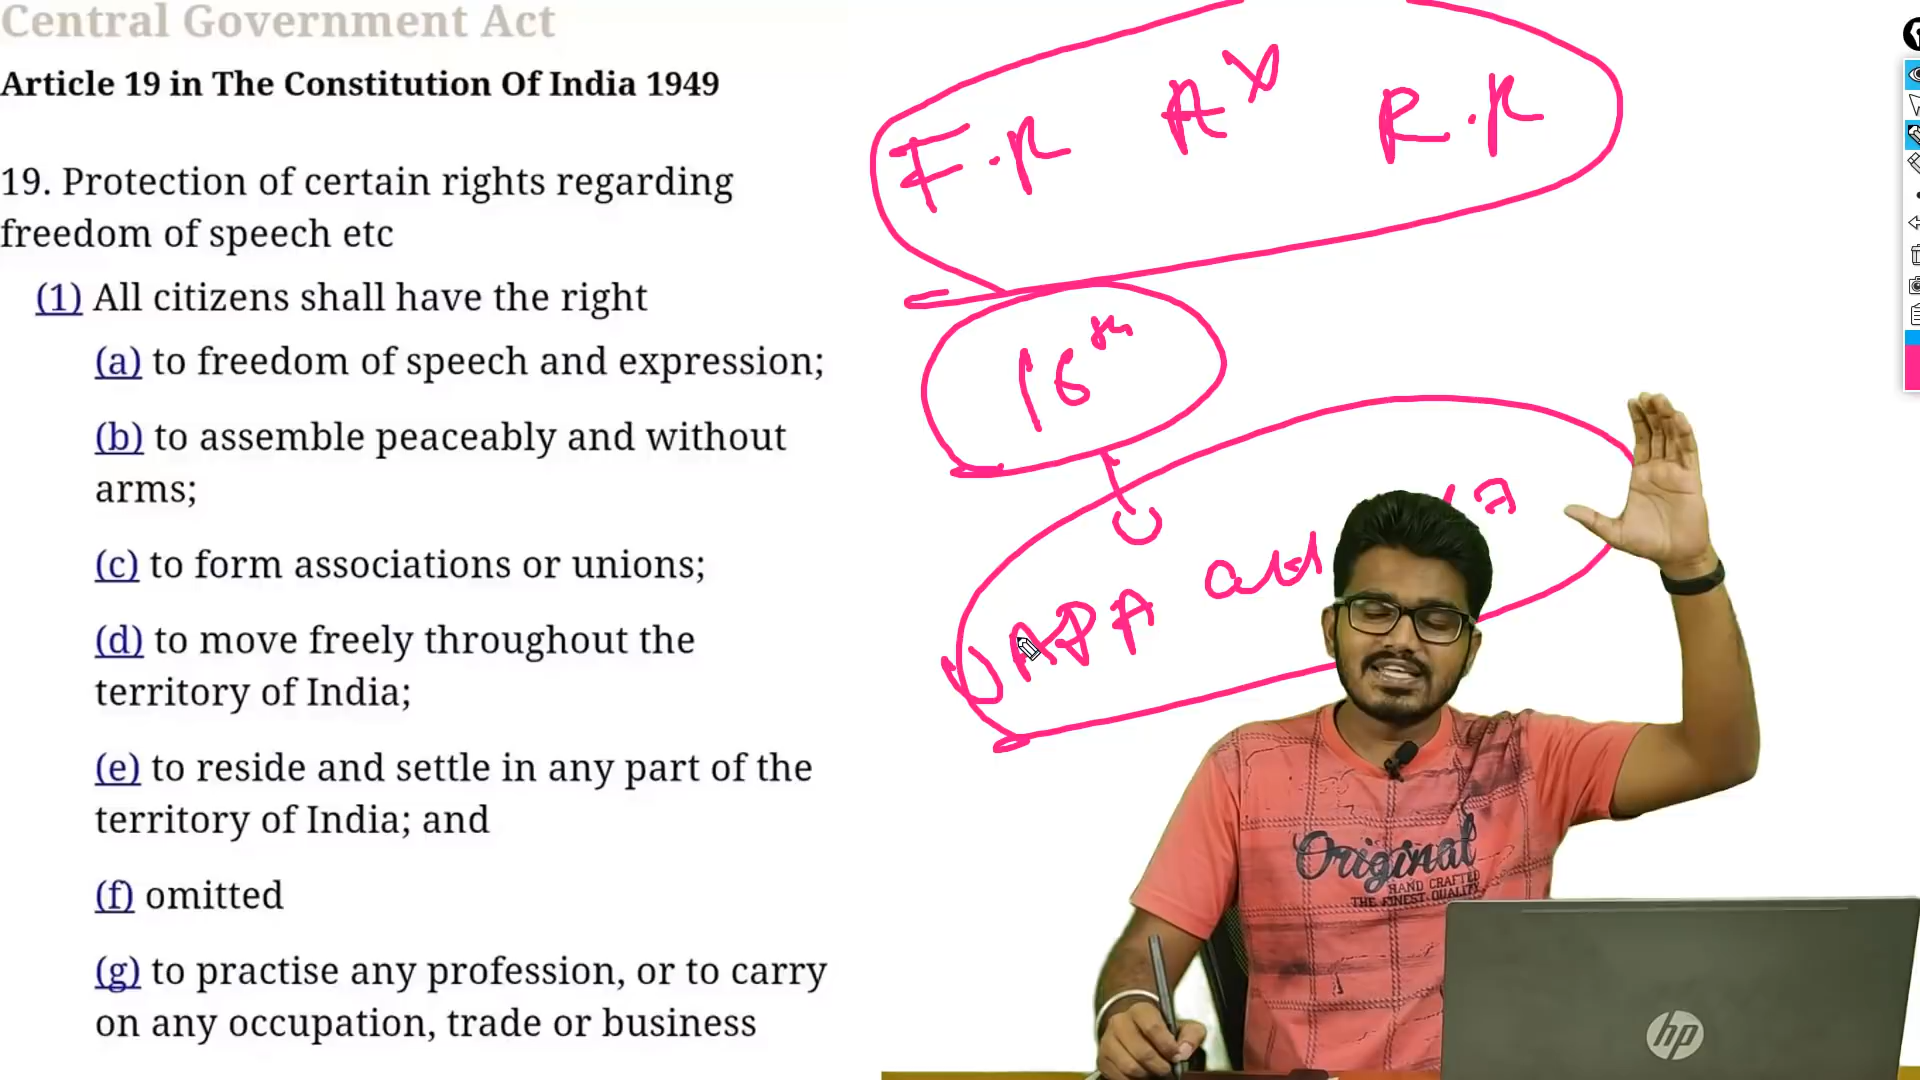 Central Government Act
Article 19 in The Constitution Of India 1949
19. Protection of certain rights regarding
freedom of speech etc
(1) All citizens shall have the right
(a) to freedom of speech and expression;
(b) to assemble peaceably and without
arms;
(c) to form associations or unions;
(d) to move freely throughout the
territory of India;
(e) to reside and settle in any part of the
territory of India; and
(f) omitted
(g) to practise any profession, or to carry
on any occupation, trade or business
F.R A X R.R
16th
UAPA
Original
HAND CRAFTED
THE FINEST QUALITY
hp